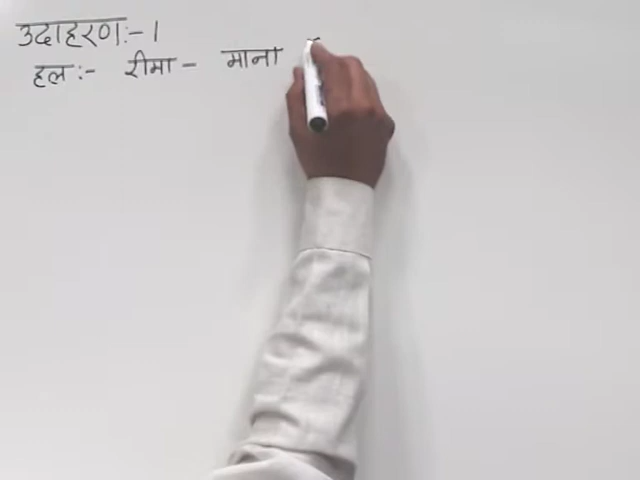 उदाहरण:- 1
हल :- रीमा - माना